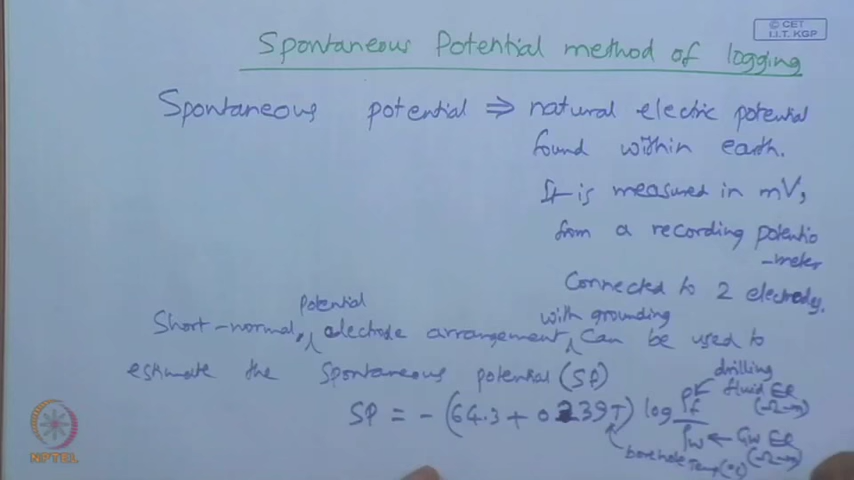 © CET
I.I.T. KGP
Spontaneous Potential method of logging
Spontaneous potential ⇒ natural electric potential
found within earth.
It is measured in mV,
from a recording potentio
-meter
Connected to 2 electrodes.
with grounding
potential
Short-normal, electrode arrangement Can be used to
estimate the Spontaneous potential (SP)
SP = - (64.3 + 0.239T) log ρf/ρw
drilling
fluid ER
(Ω-m)
GW ER
(Ω-m)
borehole Temp (°C)
NPTEL